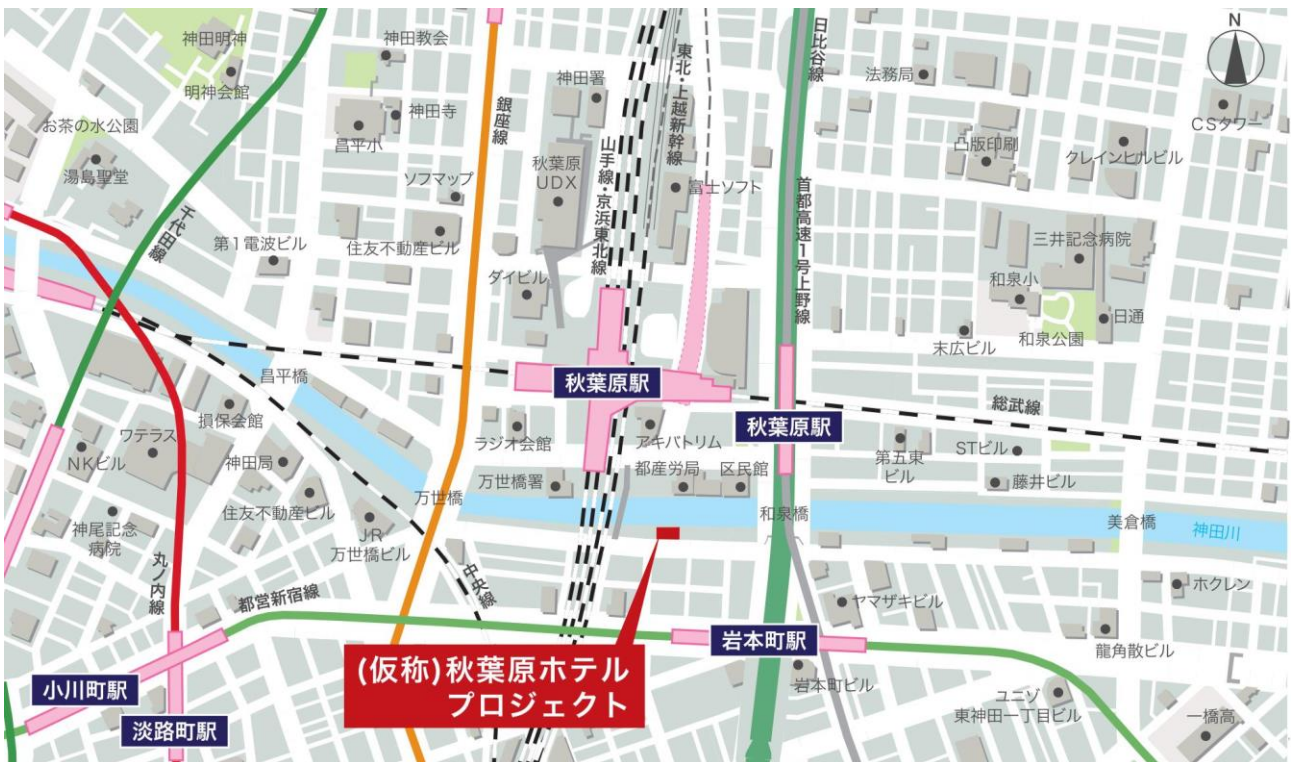 神田明神
明神会館
お茶の水公園
湯島聖堂
千代田線
第1電波ビル
神田教会
神田寺
昌平小
ソフマップ
住友不動産ビル
銀座線
神田署
秋葉原
UDX
ダイビル
山手線・京浜東北線
東北・上越新幹線
富士ソフト
日比谷線
首都高速1号上野線
法務局
凸版印刷
クレインヒルビル
CSタワー
N
三井記念病院
和泉小
和泉公園
日通
末広ビル
昌平橋
秋葉原駅
秋葉原駅
総武線
損保会館
ワテラス
NKビル
神田局
住友不動産ビル
神尾記念
病院
丸ノ内線
JR
万世橋ビル
万世橋
中央線
ラジオ会館
万世橋署
アキバトリム
都産労局
区民館
和泉橋
第五東
ビル
STビル
藤井ビル
美倉橋
神田川
ホクレン
ヤマザキビル
龍角散ビル
都営新宿線
岩本町駅
岩本町ビル
ユニゾ
東神田一丁目ビル
一橋高
小川町駅
淡路町駅
(仮称)秋葉原ホテル
プロジェクト